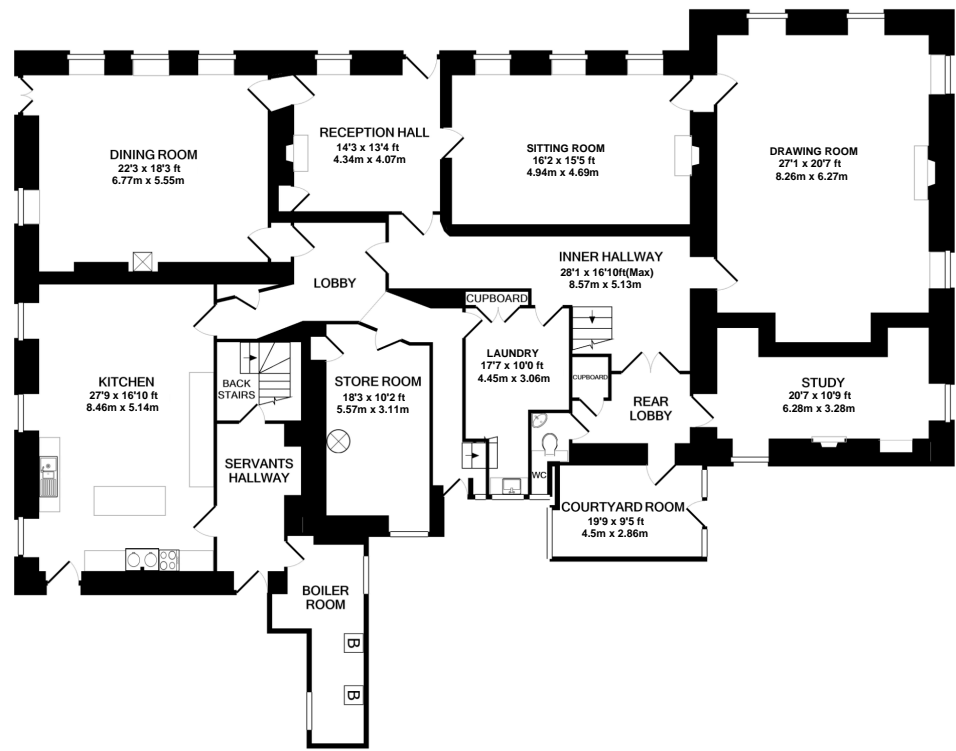 DINING ROOM
22'3 x 18'3 ft
6.77m x 5.55m
RECEPTION HALL
14'3 x 13'4 ft
4.34m x 4.07m
SITTING ROOM
16'2 x 15'5 ft
4.94m x 4.69m
DRAWING ROOM
27'1 x 20'7 ft
8.26m x 6.27m
LOBBY
INNER HALLWAY
28'1 x 16'10ft(Max)
8.57m x 5.13m
CUPBOARD
KITCHEN
27'9 x 16'10 ft
8.46m x 5.14m
BACK
STAIRS
STORE ROOM
18'3 x 10'2 ft
5.57m x 3.11m
LAUNDRY
17'7 x 10'0 ft
4.45m x 3.06m
CUPBOARD
REAR
LOBBY
STUDY
20'7 x 10'9 ft
6.28m x 3.28m
SERVANTS
HALLWAY
WC
COURTYARD ROOM
19'9 x 9'5 ft
4.5m x 2.86m
BOILER
ROOM
B
B